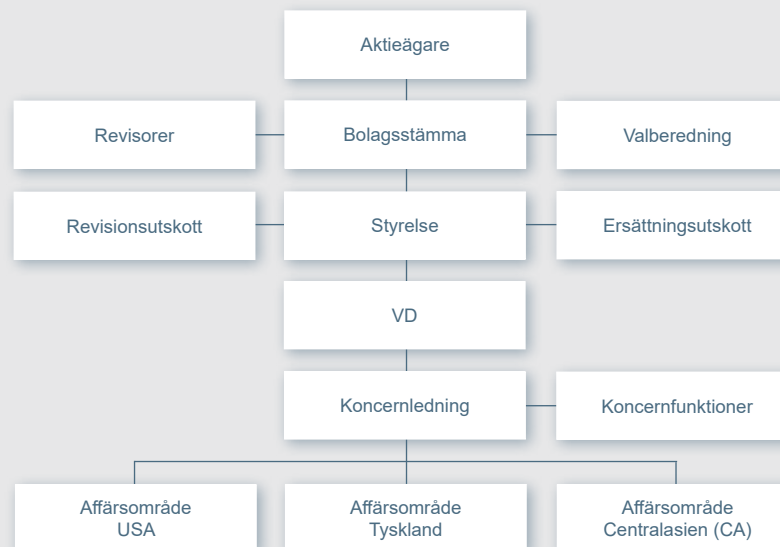 Aktieägare
Revisorer
Bolagsstämma
Valberedning
Revisionsutskott
Styrelse
Ersättningsutskott
VD
Koncernledning
Koncernfunktioner
Affärsområde
USA
Affärsområde
Tyskland
Affärsområde
Centralasien (CA)